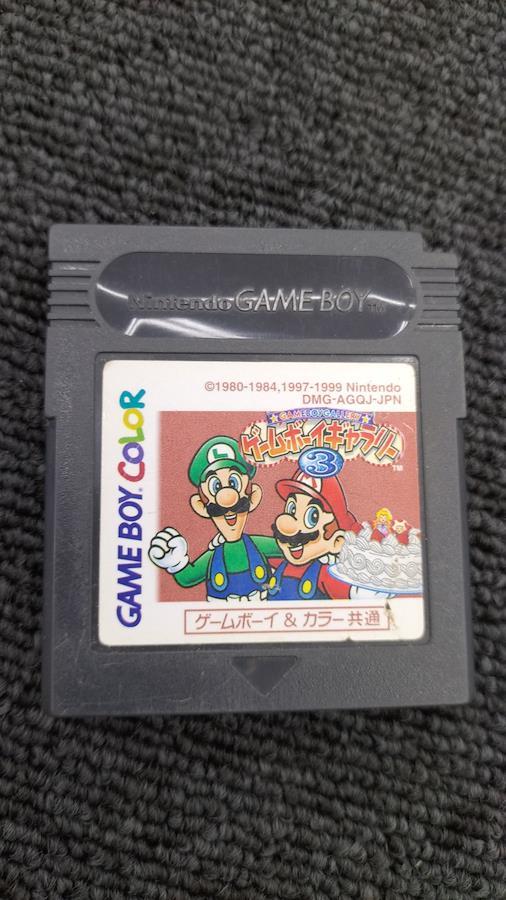 Nintendo GAME BOY™
©1980-1984,1997-1999 Nintendo
DMG-AGQJ-JPN
GAME BOY COLOR
GAMEBOYGALLERY
ゲームボーイギャラリー
3
™
ゲームボーイ & カラー共通